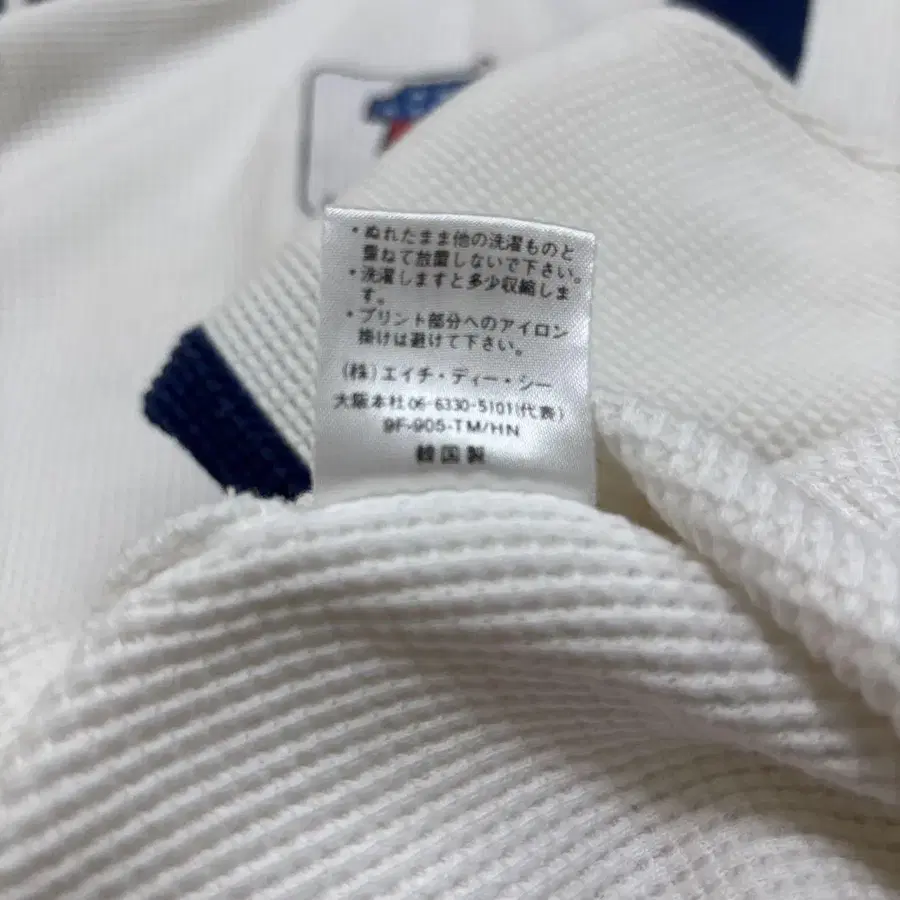 ・ぬれたまま他の洗濯ものと
重ねて放置しないで下さい。
・洗濯しますと多少収縮しま
す。
・プリント部分へのアイロン
掛けは避けて下さい。
(株)エイチ・ディー・シー
大阪本社06-6330-5101(代表)
9F-905-TM/HN
韓国製